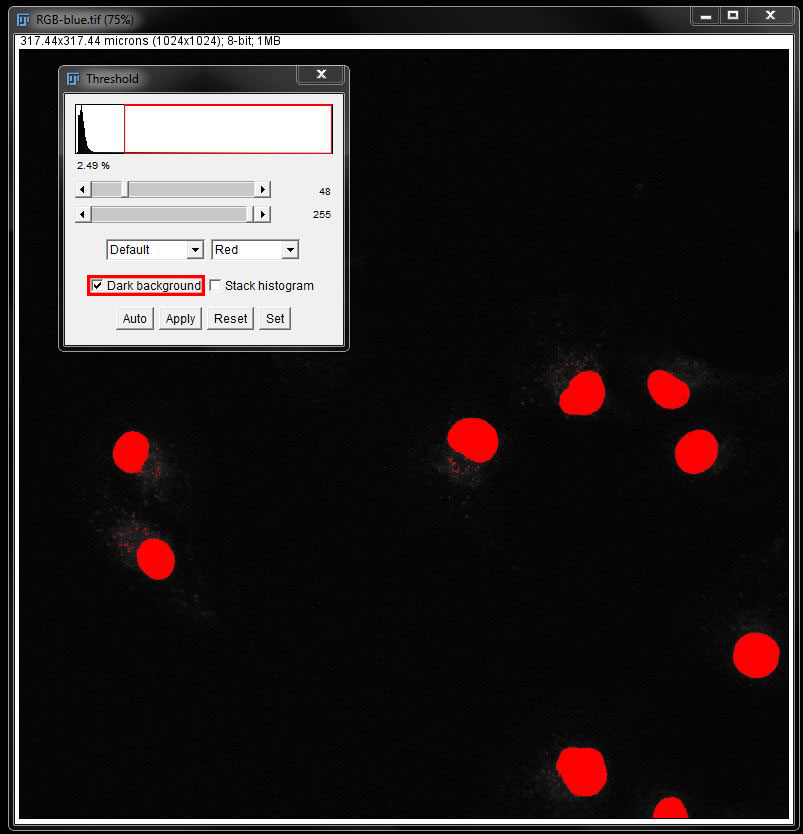 RGB-blue.tif (75%)
317.44x317.44 microns (1024x1024); 8-bit; 1MB
Threshold
2.49 %
48
255
Default Red
Dark background Stack histogram
Auto Apply Reset Set